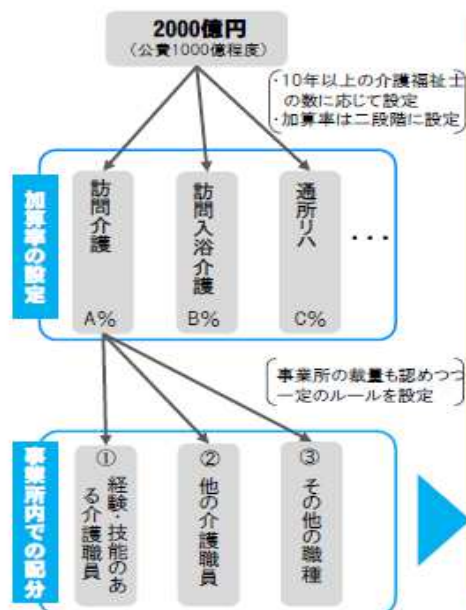 2000億円
(公費1000億程度)
・10年以上の介護福祉士
の数に応じて設定
・加算率は二段階に設定
加算率の設定
訪問介護
A%
訪問入浴介護
B%
通所リハ
C%
・・・
事業所の裁量も認めつつ
一定のルールを設定
事業所内での配分
①
経験・技能のあ
る介護職員
②
他の介護職員
③
その他の職種